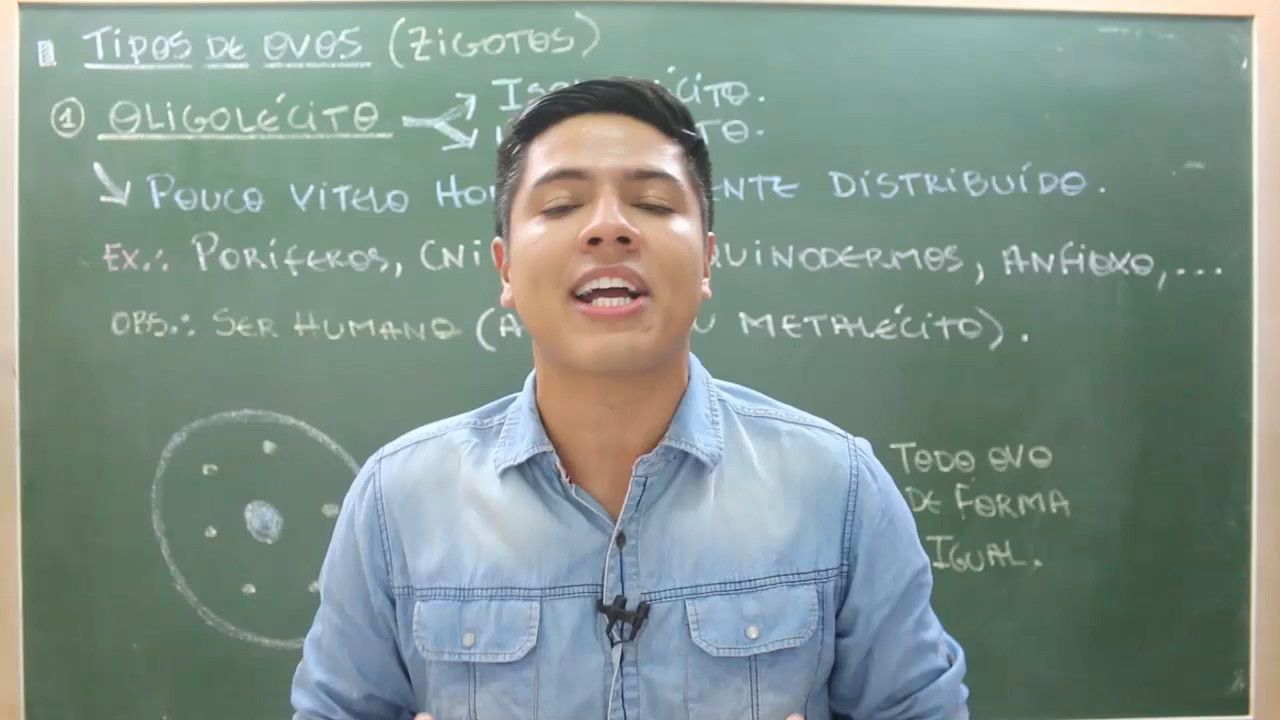 TIPOS DE OVOS (ZIGOTOS)
1 OLIGOLÉCITO
POUCO VITELO DISTRIBUÍDO.
EX.: PORÍFEROS, ANFIOXO,...
OBS.: SER HUMANO (METALÉCITO).
TODO OVO
DE FORMA
IGUAL.